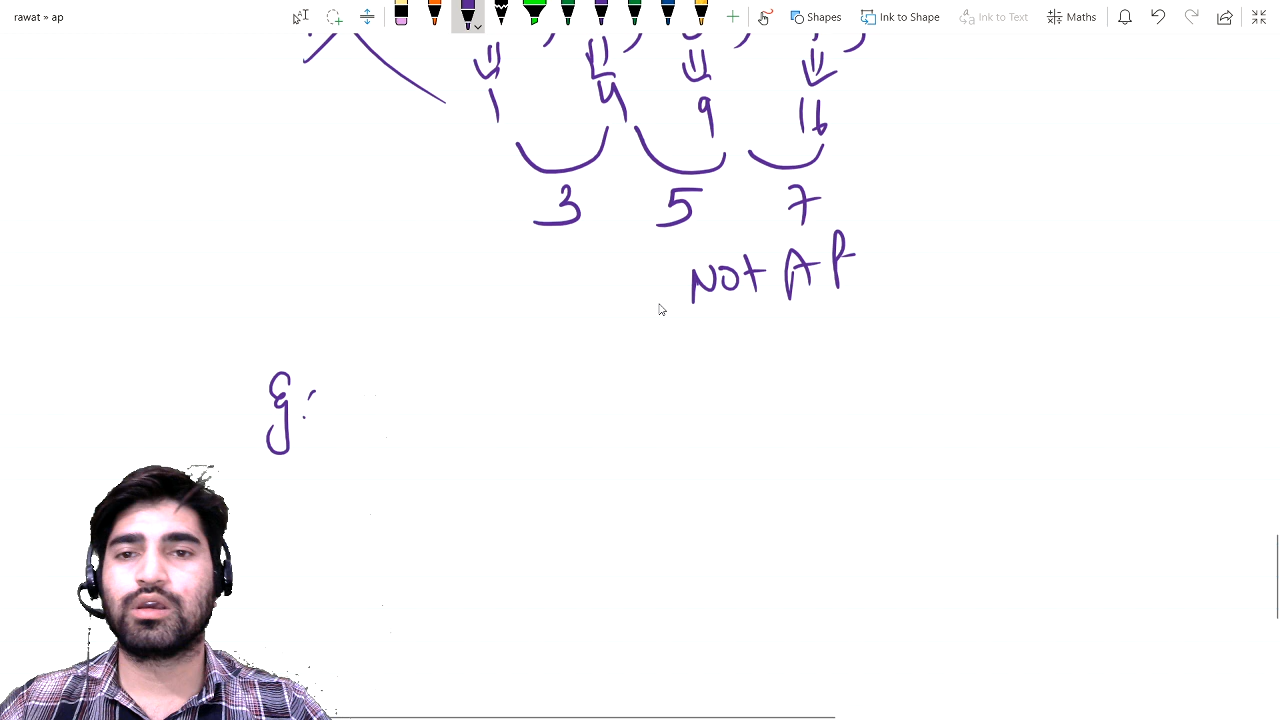 rawat » ap
Shapes Ink to Shape Ink to Text Maths
1 4 9 16
3 5 7
Not AP
Eg: